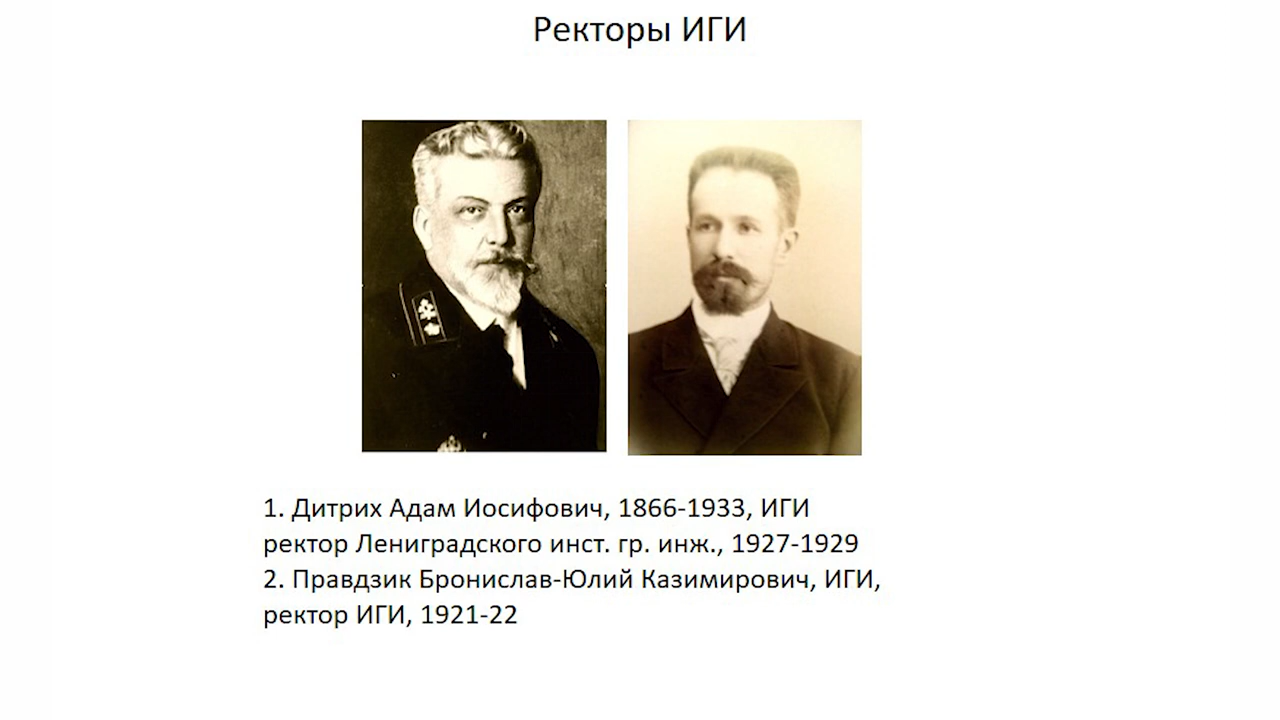 Ректоры ИГИ
1. Дитрих Адам Иосифович, 1866-1933, ИГИ
ректор Лениградского инст. гр. инж., 1927-1929
2. Правдзик Бронислав-Юлий Казимирович, ИГИ,
ректор ИГИ, 1921-22